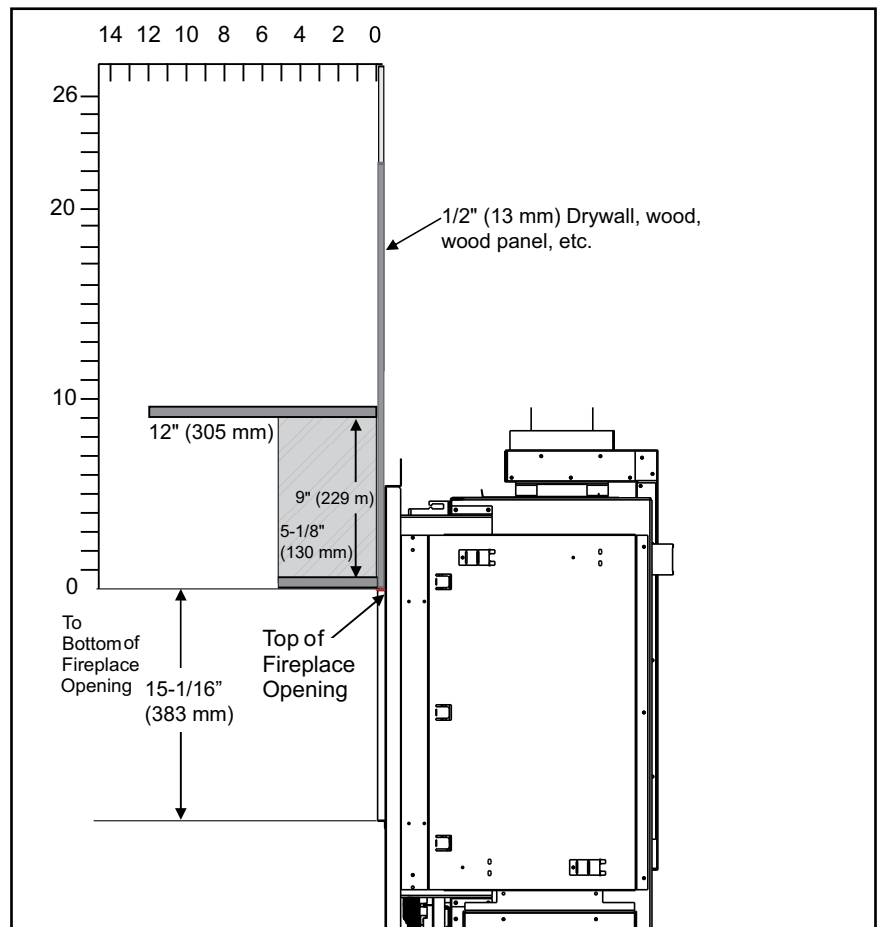 14 12 10 8 6 4 2 0
26
20
1/2" (13 mm) Drywall, wood,
wood panel, etc.
10
12" (305 mm)
9" (229 m)
5-1/8"
(130 mm)
0
To
Bottom of
Fireplace
Opening
15-1/16”
(383 mm)
Top of
Fireplace
Opening